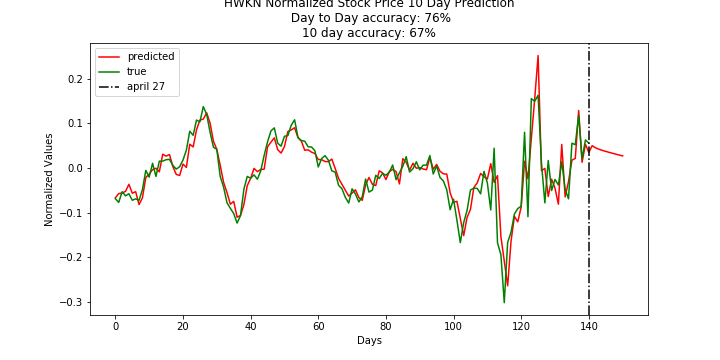 HWKN Normalized Stock Price 10 Day Prediction
Day to Day accuracy: 76%
10 day accuracy: 67%
predicted
true
april 27
0.2
0.1
0.0
−0.1
−0.2
−0.3
Normalized Values
0
20
40
60
80
100
120
140
Days